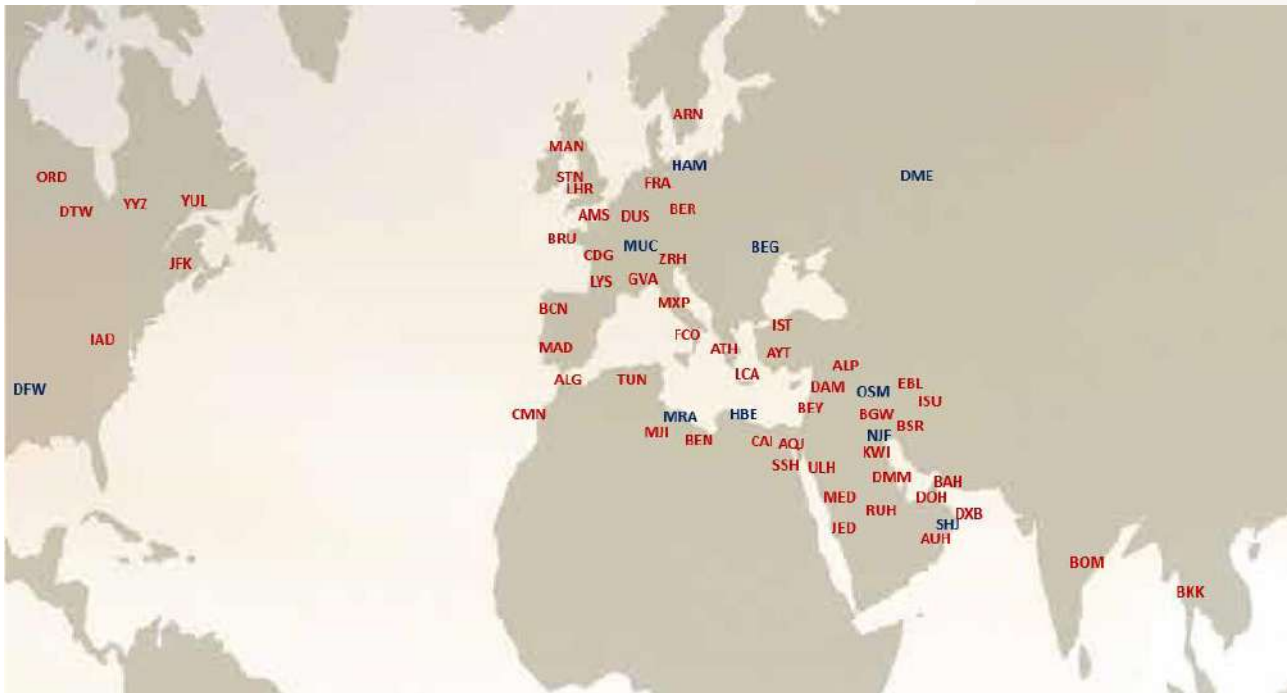 ARN
MAN
HAM
ORD
STN
FRA
DME
LHR
DTW
YYZ
YUL
AMS
DUS
BER
BRU
MUC
BEG
CDG
ZRH
JFK
LYS
GVA
BCN
MXP
IAD
FCO
IST
MAD
ATH
AYT
ALP
DFW
ALG
TUN
LCA
DAM
OSM
EBL
ISU
CMN
MRA
HBE
BEY
BGW
BSR
MJI
BEN
CAI
AQJ
NJF
KWI
SSH
ULH
DMM
BAH
MED
DOH
RUH
DXB
JED
SHJ
AUH
BOM
BKK